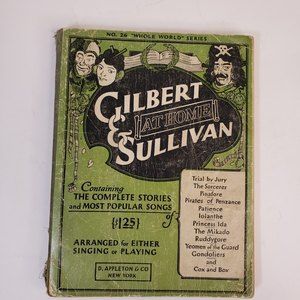 NO. 26 "WHOLE WORLD" SERIES
GILBERT
[AT HOME]
& SULLIVAN
Containing
THE COMPLETE STORIES
and MOST POPULAR SONGS
of
{$1.25}
ARRANGED for EITHER
SINGING or PLAYING
D. APPLETON & CO
NEW YORK
Trial by Jury
The Sorcerer
Pinafore
Pirates of Penzance
Patience
Iolanthe
Princess Ida
The Mikado
Ruddygore
Yeomen of the Guard
Gondoliers
and
Cox and Box